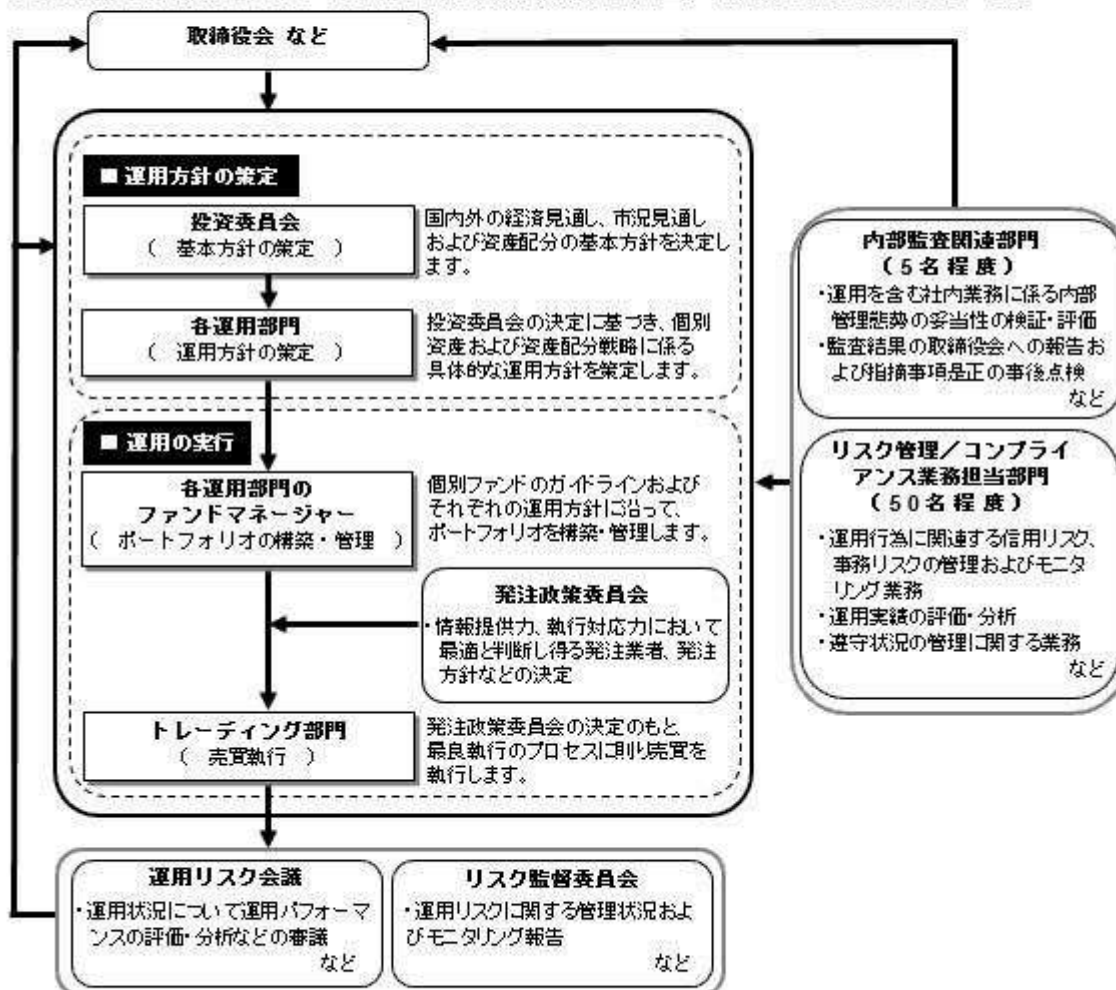 取締役会 など
■ 運用方針の策定
投資委員会
( 基本方針の策定 )
国内外の経済見通し、市況見通し
および資産配分の基本方針を決定し
ます。
各運用部門
( 運用方針の策定 )
投資委員会の決定に基づき、個別
資産および資産配分戦略に係る
具体的な運用方針を策定します。
■ 運用の実行
各運用部門の
ファンドマネージャー
( ポートフォリオの構築・管理 )
個別ファンドのガイドラインおよび
それぞれの運用方針に沿って、
ポートフォリオを構築・管理します。
発注政策委員会
・情報提供力、執行対応力において
最適と判断し得る発注業者、発注
方針などの決定
トレーディング部門
( 売買執行 )
発注政策委員会の決定のもと
最良執行のプロセスに則り売買を
執行します。
内部監査関連部門
(5名程度)
・運用を含む社内業務に係る内部
管理態勢の妥当性の検証・評価
・監査結果の取締役会への報告お
よび指摘事項是正の事後点検
など
リスク管理/コンプライ
アンス業務担当部門
(50名程度)
・運用行為に関連する信用リスク、
事務リスクの管理およびモニタ
リング業務
・運用実績の評価・分析
・遵守状況の管理に関する業務
など
運用リスク会議
・運用状況について運用パフォーマ
ンスの評価・分析などの審議
など
リスク監督委員会
・運用リスクに関する管理状況およ
びモニタリング報告
など